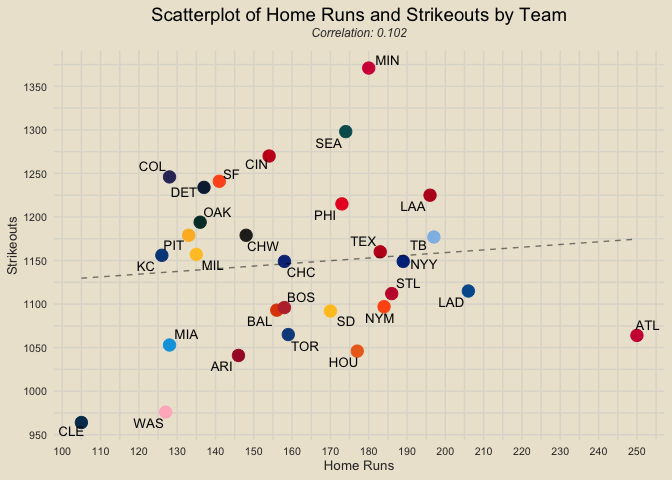 Scatterplot of Home Runs and Strikeouts by Team
Correlation: 0.102
MIN
1350
1300
SEA
CIN
COL
1250
SF
DET
LAA
PHI
OAK
1200
TB
PIT
CHW
TEX
NYY
KC
MIL
CHC
1150
STL
LAD
BOS
1100
BAL
SD
NYM
ATL
MIA
TOR
1050
HOU
ARI
1000
WAS
CLE
950
100 110 120 130 140 150 160 170 180 190 200 210 220 230 240 250
Home Runs
Strikeouts